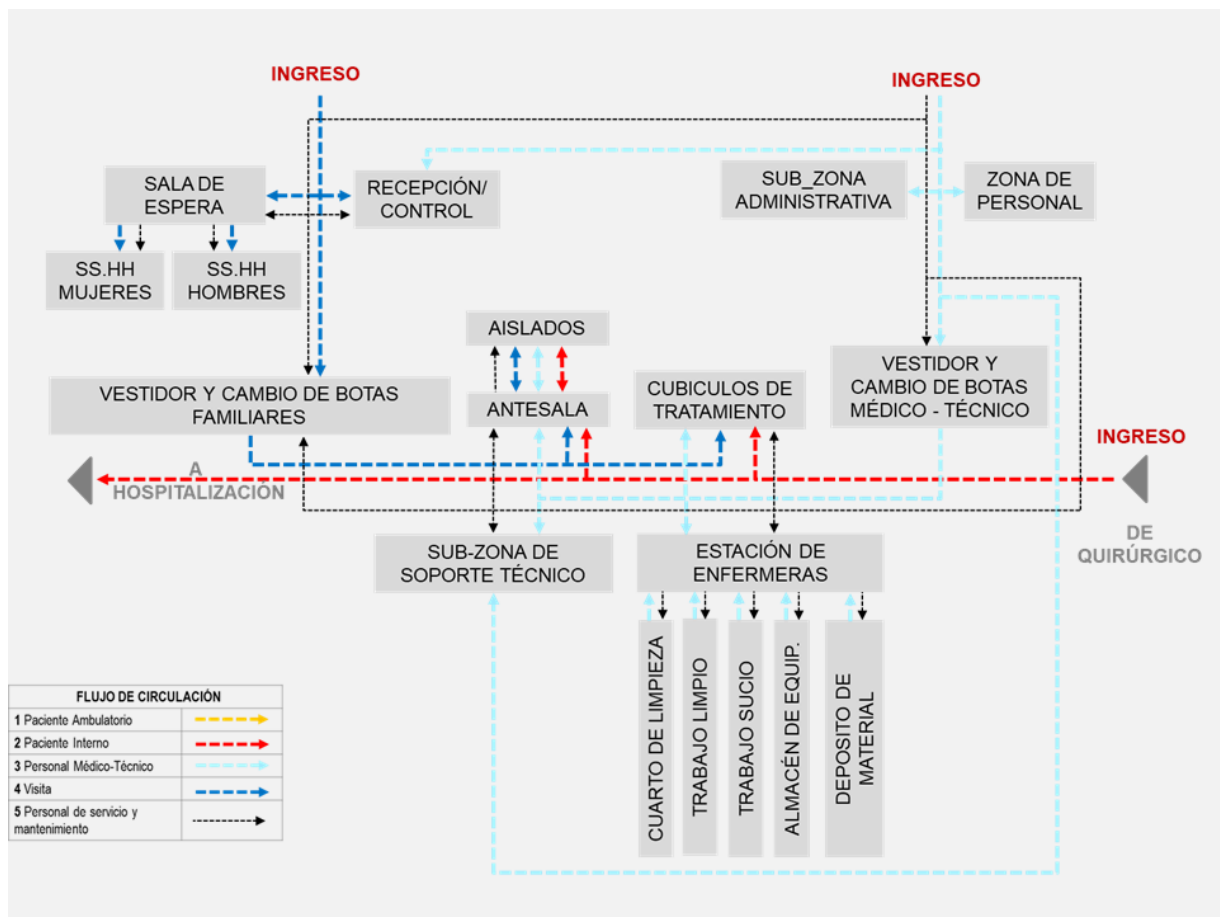 INGRESO
INGRESO
SALA DE
ESPERA
RECEPCIÓN/
CONTROL
SUB_ZONA
ADMINISTRATIVA
ZONA DE
PERSONAL
SS.HH
MUJERES
SS.HH
HOMBRES
AISLADOS
VESTIDOR Y CAMBIO DE BOTAS
FAMILIARES
ANTESALA
CUBICULOS DE
TRATAMIENTO
VESTIDOR Y
CAMBIO DE BOTAS
MÉDICO - TÉCNICO
INGRESO
A
HOSPITALIZACIÓN
DE
QUIRÚRGICO
SUB-ZONA DE
SOPORTE TÉCNICO
ESTACIÓN DE
ENFERMERAS
CUARTO DE LIMPIEZA
TRABAJO LIMPIO
TRABAJO SUCIO
ALMACÉN DE EQUIP.
DEPOSITO DE
MATERIAL
FLUJO DE CIRCULACIÓN
1 Paciente Ambulatorio
2 Paciente Interno
3 Personal Médico-Técnico
4 Visita
5 Personal de servicio y
mantenimiento